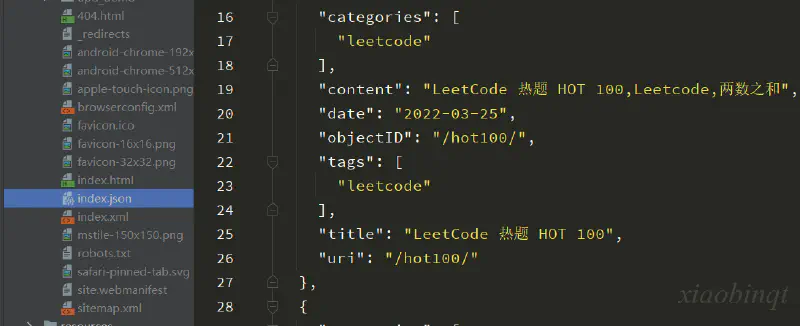 404.html
_redirects
android-chrome-192x
android-chrome-512x
apple-touch-icon.png
browserconfig.xml
favicon.ico
favicon-16x16.png
favicon-32x32.png
index.html
index.json
index.xml
mstile-150x150.png
robots.txt
safari-pinned-tab.svg
site.webmanifest
sitemap.xml
16 "categories": [
17 "leetcode"
18 ],
19 "content": "LeetCode 热题 HOT 100,Leetcode,两数之和",
20 "date": "2022-03-25",
21 "objectID": "/hot100/",
22 "tags": [
23 "leetcode"
24 ],
25 "title": "LeetCode 热题 HOT 100",
26 "uri": "/hot100/"
27 },
28 {
xiaobinqt